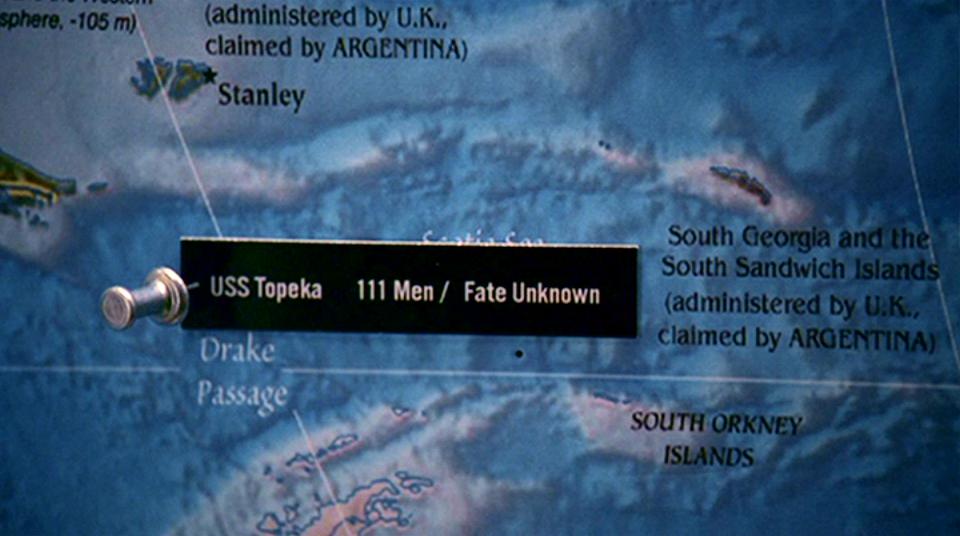 sphere, -105 m)
(administered by U.K.,
claimed by ARGENTINA)
Stanley
South Georgia and the
South Sandwich Islands
(administered by U.K.,
claimed by ARGENTINA)
USS Topeka 111 Men / Fate Unknown
Drake
Passage
SOUTH ORKNEY
ISLANDS